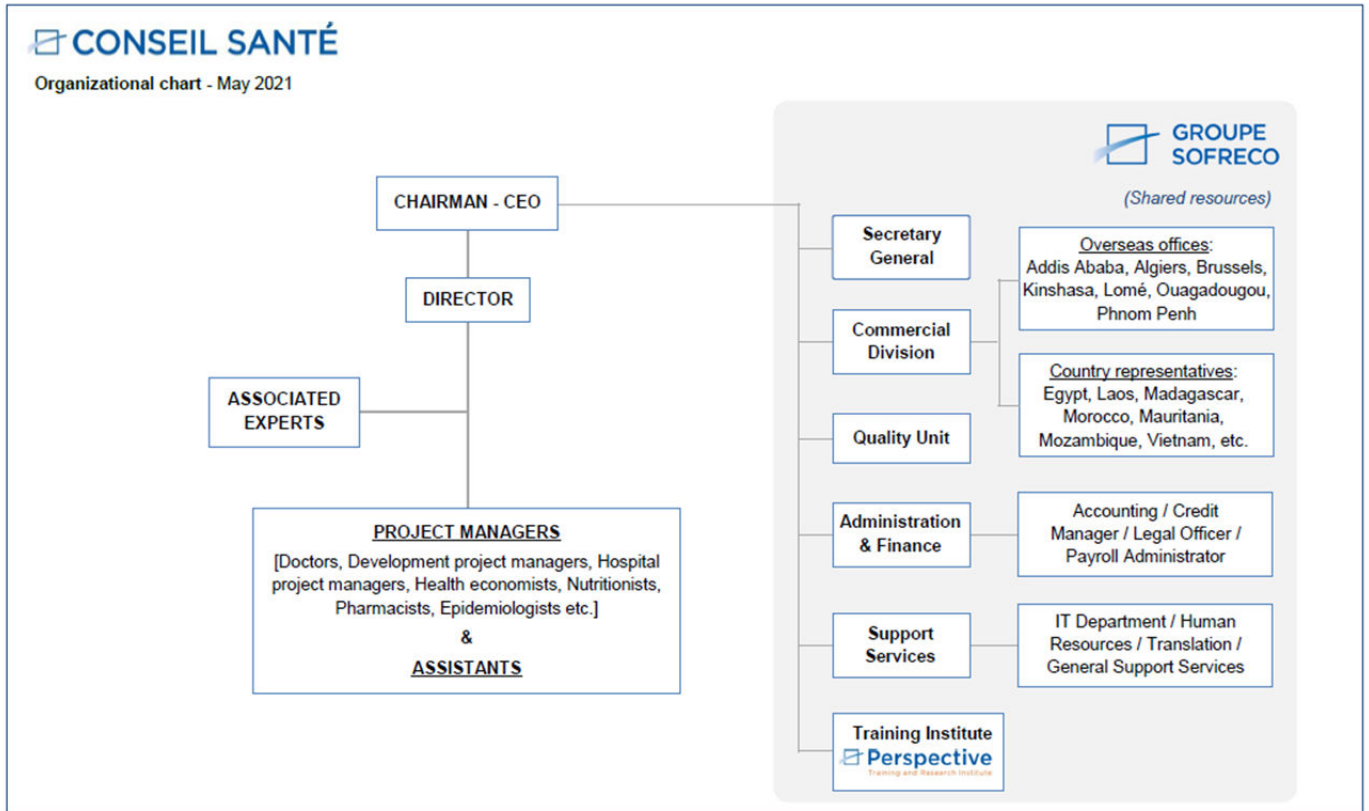 CONSEIL SANTÉ
Organizational chart - May 2021
GROUPE
SOFRECO
(Shared resources)
CHAIRMAN - CEO
DIRECTOR
ASSOCIATED
EXPERTS
PROJECT MANAGERS
[Doctors, Development project managers, Hospital
project managers, Health economists, Nutritionists,
Pharmacists, Epidemiologists etc.]
&
ASSISTANTS
Secretary
General
Commercial
Division
Overseas offices:
Addis Ababa, Algiers, Brussels,
Kinshasa, Lomé, Ouagadougou,
Phnom Penh
Country representatives:
Egypt, Laos, Madagascar,
Morocco, Mauritania,
Mozambique, Vietnam, etc.
Quality Unit
Administration
& Finance
Accounting / Credit
Manager / Legal Officer /
Payroll Administrator
Support
Services
IT Department / Human
Resources / Translation /
General Support Services
Training Institute
Perspective
Training and Research Institute